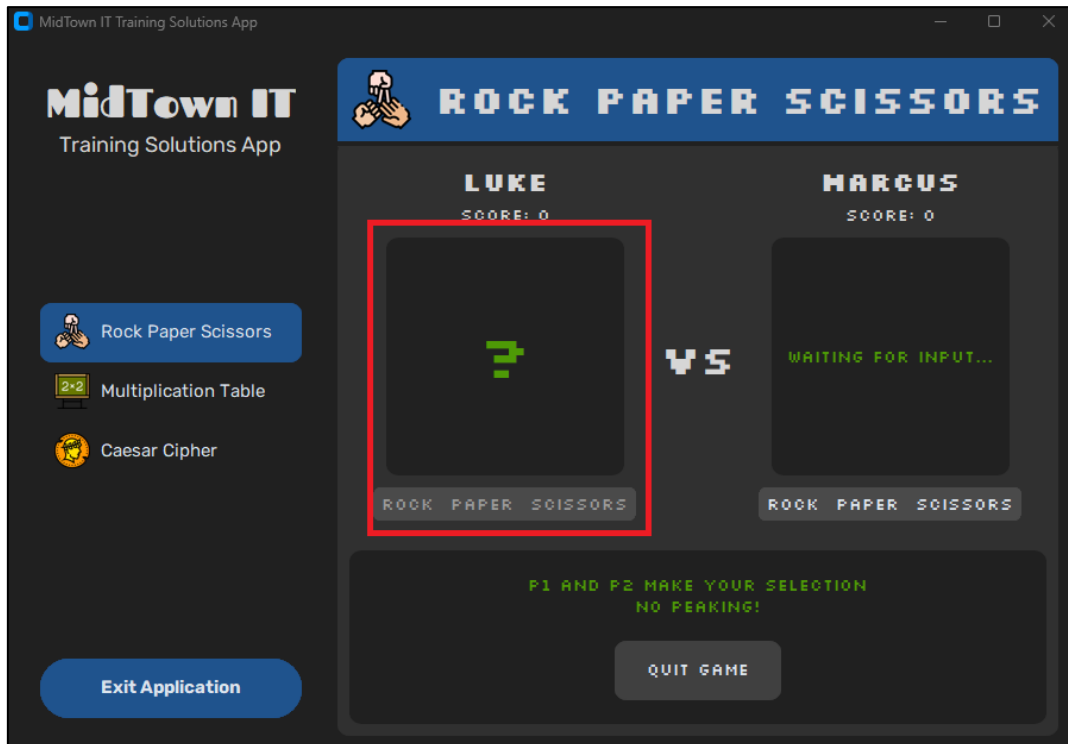 MidTown IT Training Solutions App
MidTown IT
Training Solutions App
Rock Paper Scissors
2×2
Multiplication Table
Caesar Cipher
Exit Application
ROCK PAPER SCISSORS
LUKE
SCORE: 0
?
ROCK PAPER SCISSORS
VS
MARCUS
SCORE: 0
WAITING FOR INPUT...
ROCK PAPER SCISSORS
P1 AND P2 MAKE YOUR SELECTION
NO PEAKING!
QUIT GAME